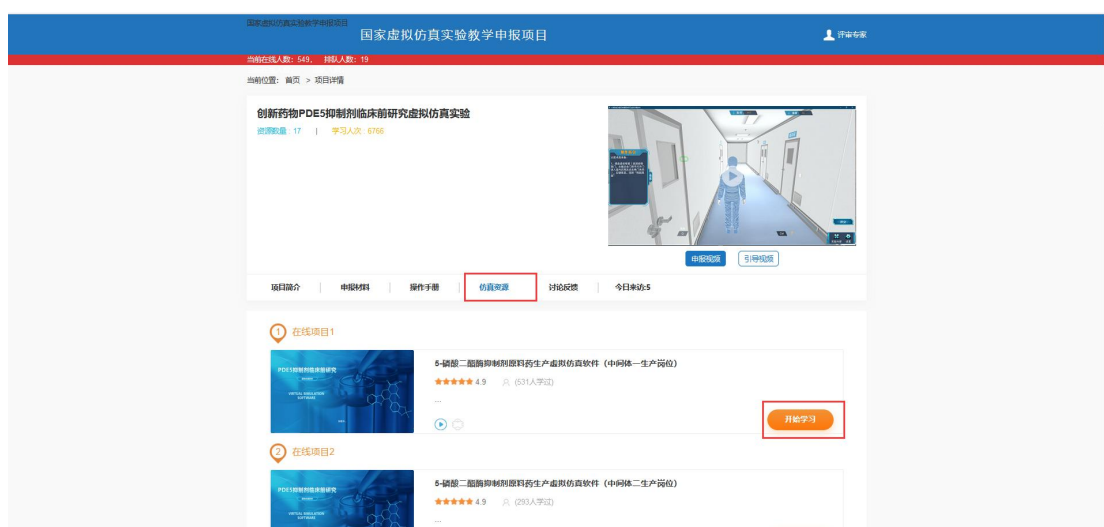 国家虚拟仿真实验教学申报项目
国家虚拟仿真实验教学申报项目
评审专家
当前在线人数: 549, 排队人数: 19
当前位置: 首页 > 项目详情
创新药物PDE5抑制剂临床前研究虚拟仿真实验
资源数量 : 17 | 学习人次 : 6766
申报视频 引导视频
项目简介 申报材料 操作手册 仿真资源 讨论反馈 今日来访:5
1 在线项目1
5-磷酸二酯酶抑制剂原料药生产虚拟仿真软件（中间体一生产岗位）
PDE5抑制剂临床前研究
VIRTUAL SIMULATION
SOFTWARE
4.9 (531人学过)
...
开始学习
2 在线项目2
5-磷酸二酯酶抑制剂原料药生产虚拟仿真软件（中间体二生产岗位）
PDE5抑制剂临床前研究
4.9 (293人学过)
VIRTUAL SIMULATION
SOFTWARE
...